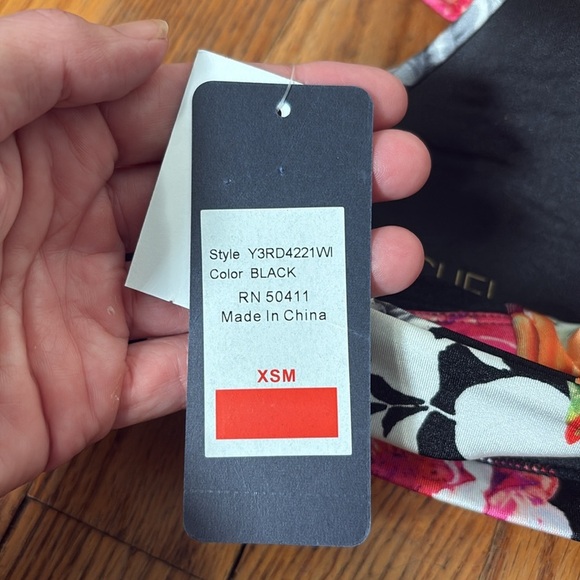 Style Y3RD4221WI
Color BLACK
RN 50411
Made In China
XSM